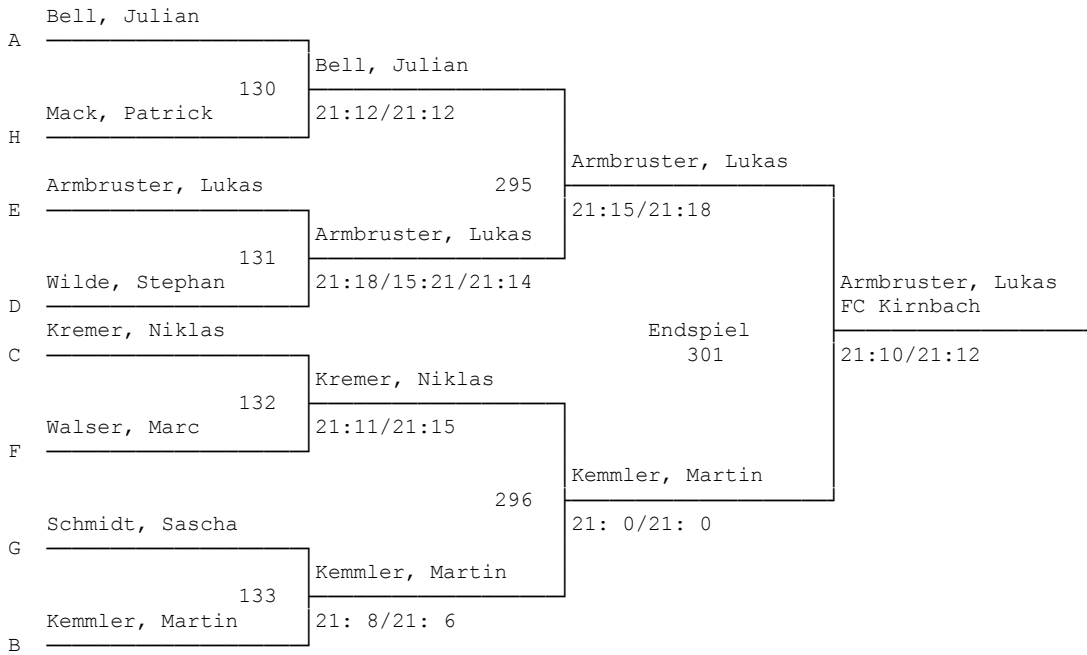 Bell, Julian
A
Bell, Julian
130
Mack, Patrick 21:12/21:12
H
Armbruster, Lukas
Armbruster, Lukas 295
E 21:15/21:18
Armbruster, Lukas
131
Wilde, Stephan 21:18/15:21/21:14 Armbruster, Lukas
D FC Kirnbach
Kremer, Niklas Endspiel
C 301 21:10/21:12
Kremer, Niklas
132
Walser, Marc 21:11/21:15
F
Kemmler, Martin
296
Schmidt, Sascha 21: 0/21: 0
G
Kemmler, Martin
133
Kemmler, Martin 21: 8/21: 6
B